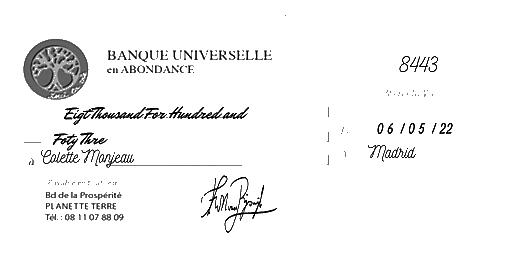 BANQUE UNIVERSELLE
en ABONDANCE
8443
Eigt Thousand For Hundred and
Foty Thre
06/05/22
à Colette Monjeau
Madrid
Bd de la Prospérité
PLANETTE TERRE
Tél. : 08 11 07 88 09